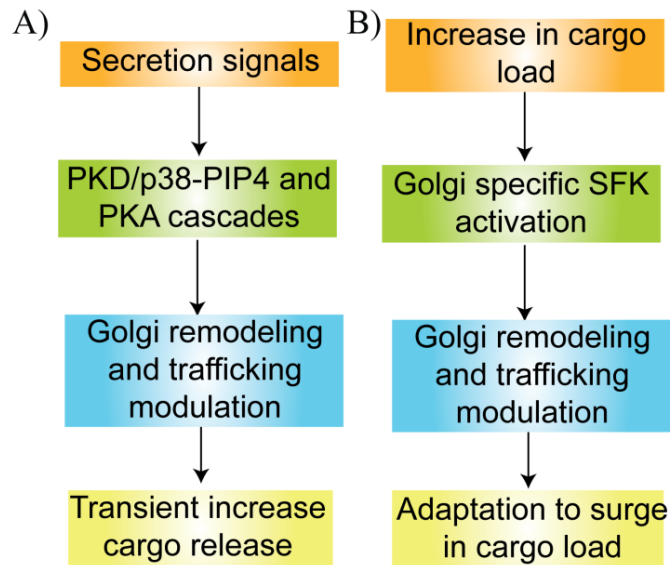 A)
Secretion signals
PKD/p38-PIP4 and
PKA cascades
Golgi remodeling
and trafficking
modulation
Transient increase
cargo release
B)
Increase in cargo
load
Golgi specific SFK
activation
Golgi remodeling
and trafficking
modulation
Adaptation to surge
in cargo load